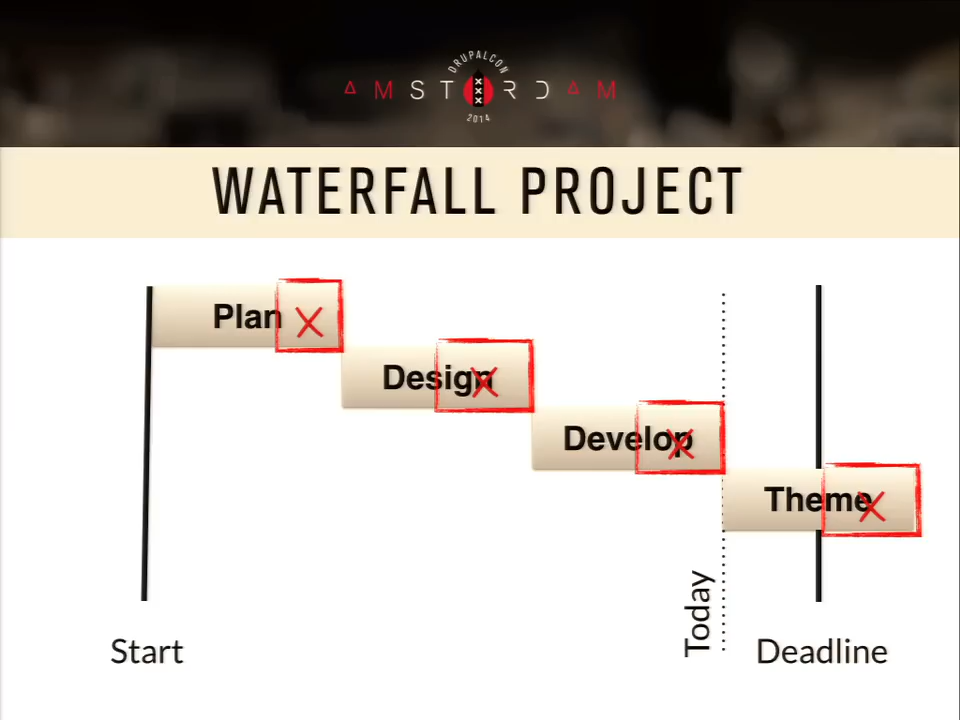 DRUPALCON
AMSTERDAM
2014
WATERFALL PROJECT
Plan
Design
Develop
Theme
Today
Start
Deadline